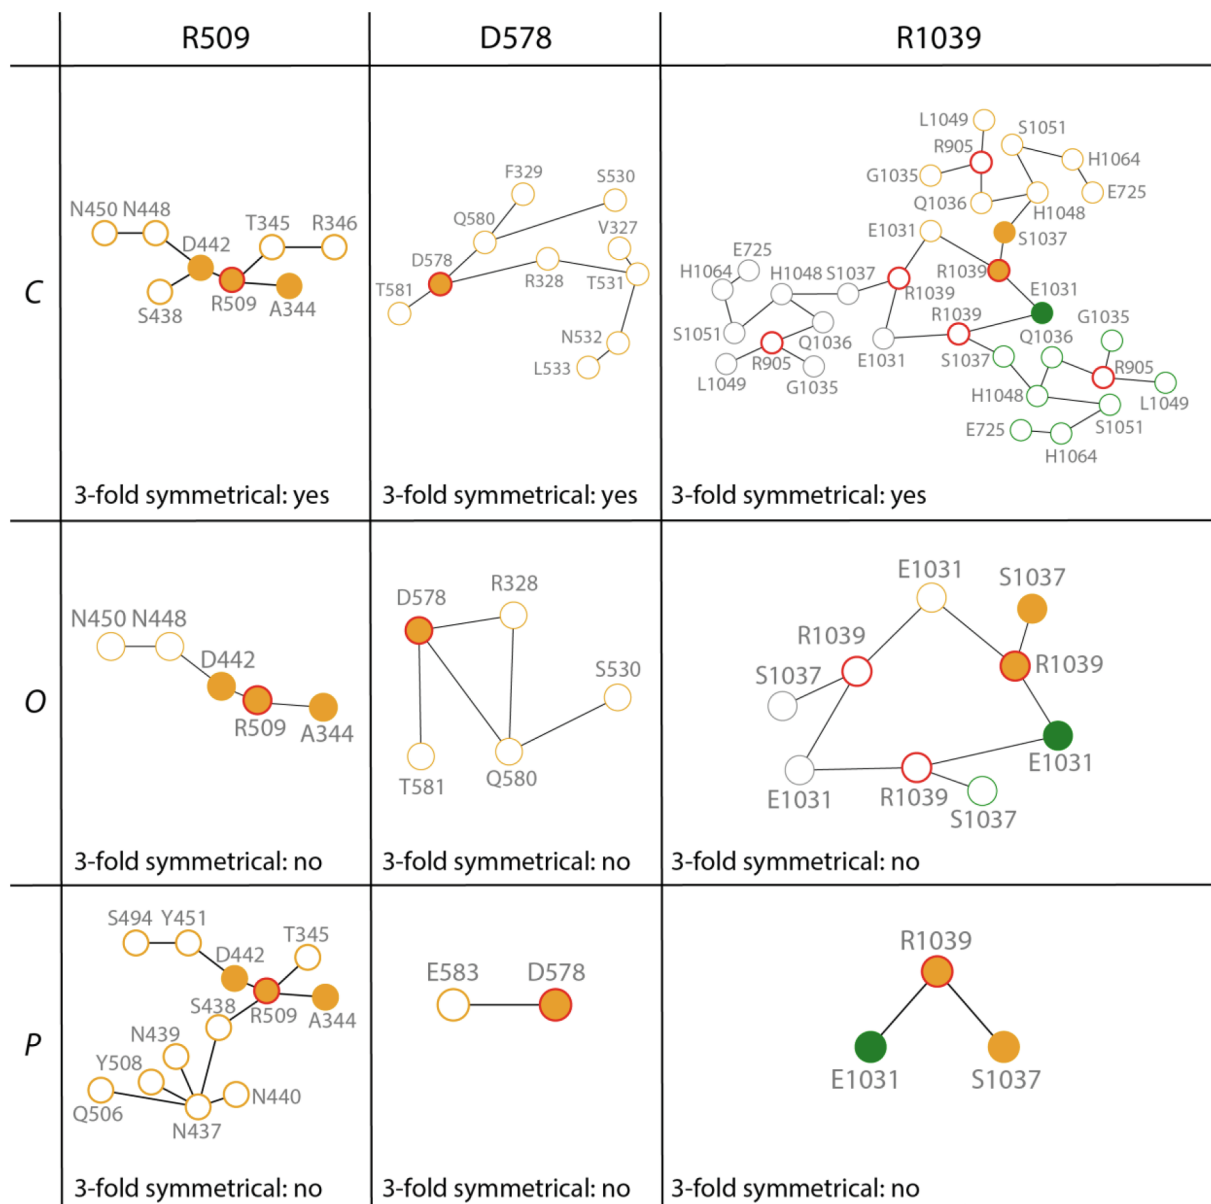 R509 D578 R1039
C
N450 N448 T345 R346
D442
S438 R509 A344
3-fold symmetrical: yes
F329 S530
Q580 V327
D578
T581 R328 T531
N532
L533
3-fold symmetrical: yes
L1049 S1051
R905 H1064
G1035 E725
Q1036 H1048
E1031 S1037
E725
H1064 H1048 S1037 R1039 R1039 E1031
R1039 G1035
S1051 Q1036 E1031 S1037 Q1036
R905 R905
L1049 G1035 H1048 L1049
E725 S1051
H1064
3-fold symmetrical: yes
O
N450 N448
D442
R509 A344
3-fold symmetrical: no
D578 R328
S530
T581 Q580
3-fold symmetrical: no
E1031 S1037
R1039 R1039
S1037
E1031
E1031 R1039
S1037
3-fold symmetrical: no
P
S494 Y451 T345
D442
S438 R509 A344
N439
Y508
Q506 N440
N437
3-fold symmetrical: no
E583 D578
3-fold symmetrical: no
R1039
E1031 S1037
3-fold symmetrical: no